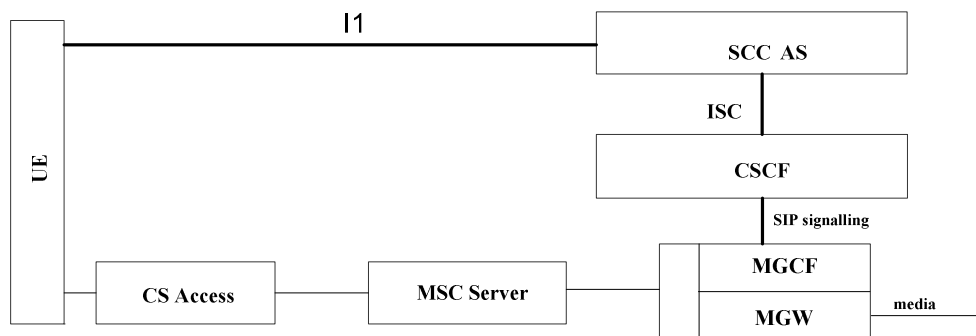 I1
SCC AS
ISC
UE
CSCF
SIP signalling
MGCF
CS Access
MSC Server
MGW
media